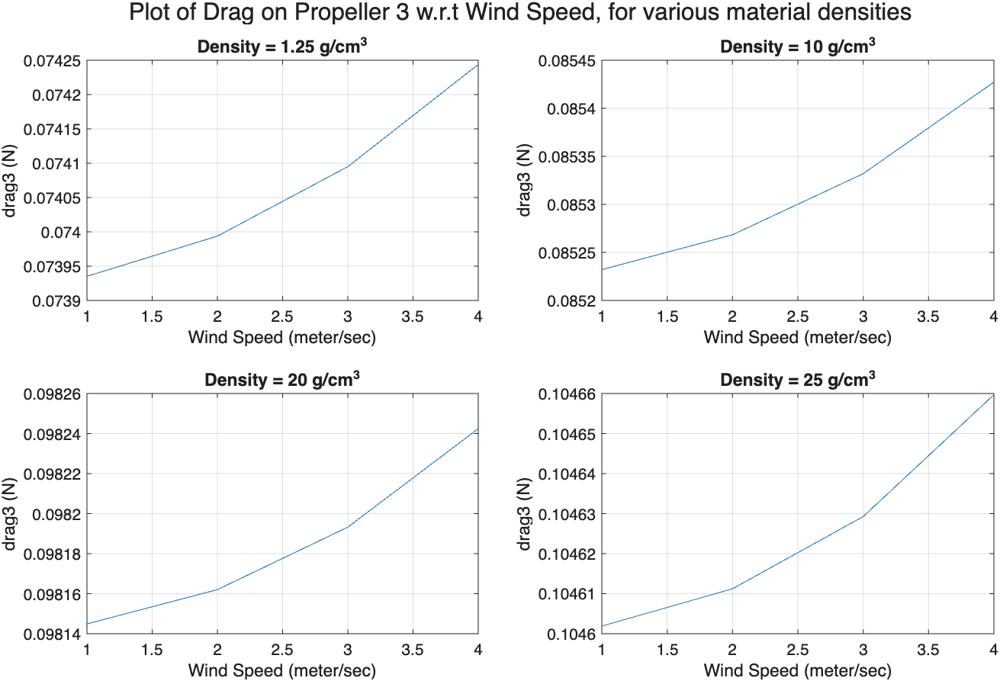 Plot of Drag on Propeller 3 w.r.t Wind Speed, for various material densities
Density = 1.25 g/cm³
0.07425
0.0742
0.07415
0.0741
0.07405
0.074
0.07395
0.0739
drag3 (N)
1 1.5 2 2.5 3 3.5 4
Wind Speed (meter/sec)
Density = 10 g/cm³
0.08545
0.0854
0.08535
0.0853
0.08525
0.0852
drag3 (N)
1 1.5 2 2.5 3 3.5 4
Wind Speed (meter/sec)
Density = 20 g/cm³
0.09826
0.09824
0.09822
0.0982
0.09818
0.09816
0.09814
drag3 (N)
1 1.5 2 2.5 3 3.5 4
Wind Speed (meter/sec)
Density = 25 g/cm³
0.10466
0.10465
0.10464
0.10463
0.10462
0.10461
0.1046
drag3 (N)
1 1.5 2 2.5 3 3.5 4
Wind Speed (meter/sec)